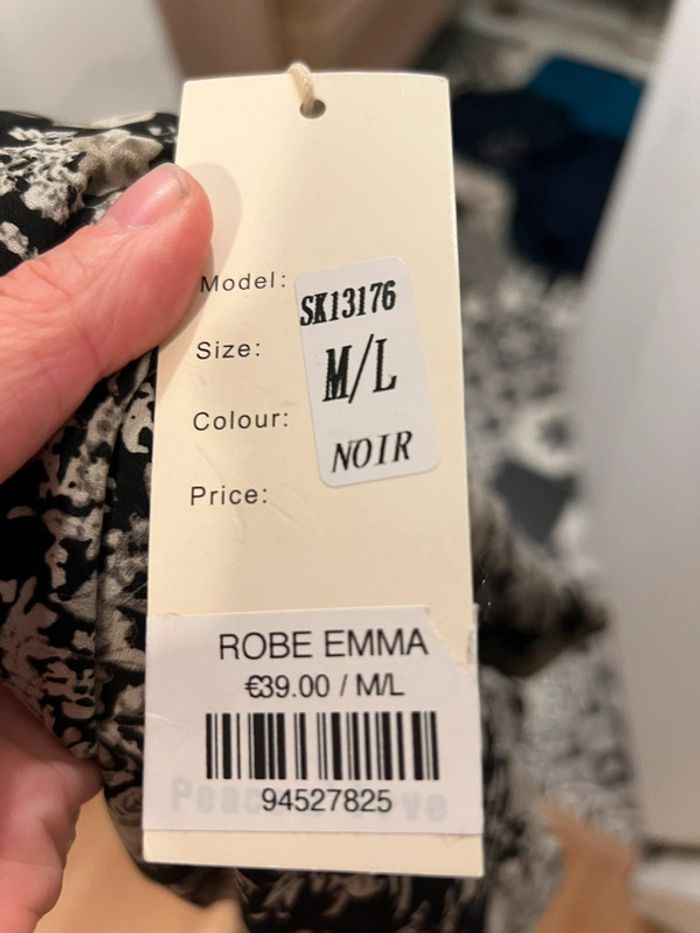 Model: SK13176
Size: M/L
Colour: NOIR
Price:
ROBE EMMA
€39.00 / M/L
94527825